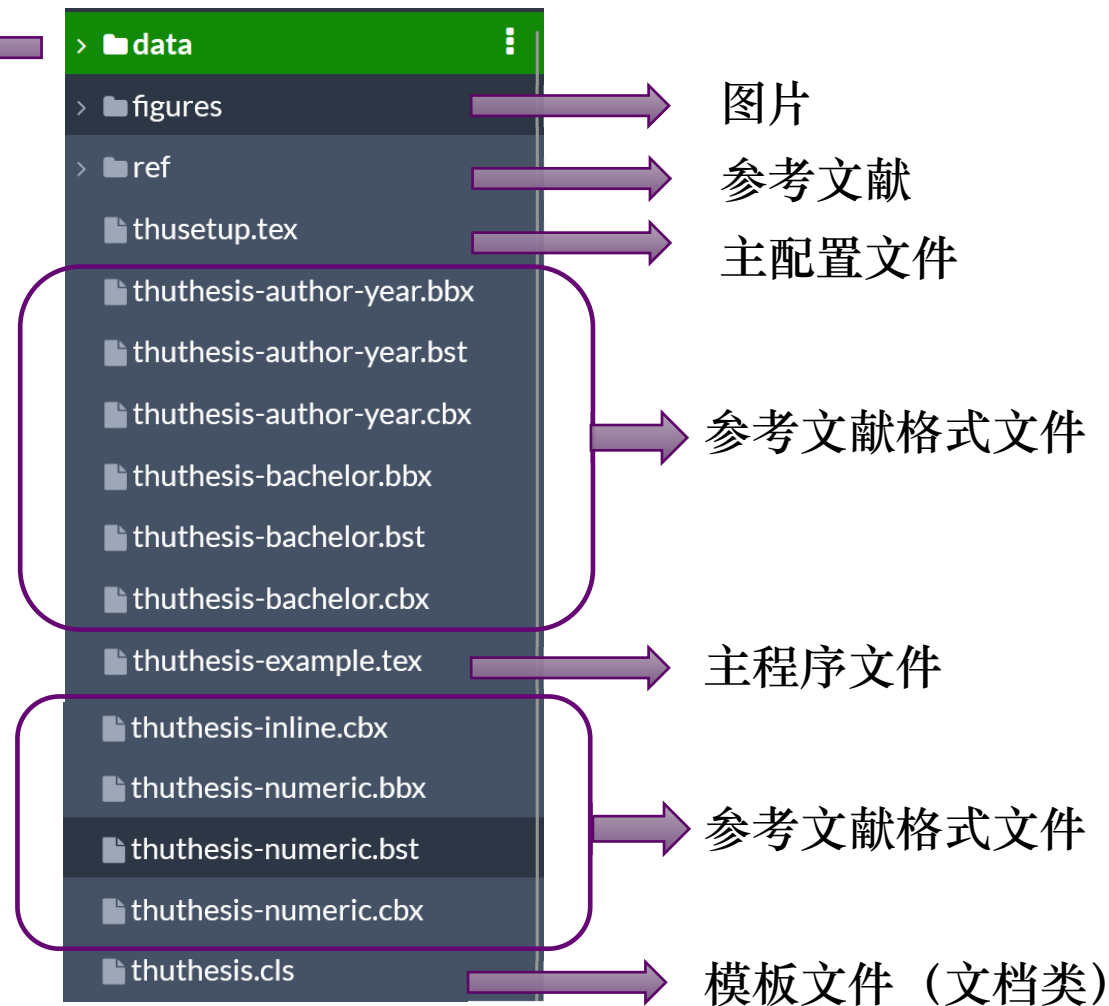 data
figures
图片
ref
参考文献
thusetup.tex
主配置文件
thuthesis-author-year.bbx
thuthesis-author-year.bst
thuthesis-author-year.cbx
参考文献格式文件
thuthesis-bachelor.bbx
thuthesis-bachelor.bst
thuthesis-bachelor.cbx
thuthesis-example.tex
主程序文件
thuthesis-inline.cbx
thuthesis-numeric.bbx
thuthesis-numeric.bst
参考文献格式文件
thuthesis-numeric.cbx
thuthesis.cls
模板文件（文档类）